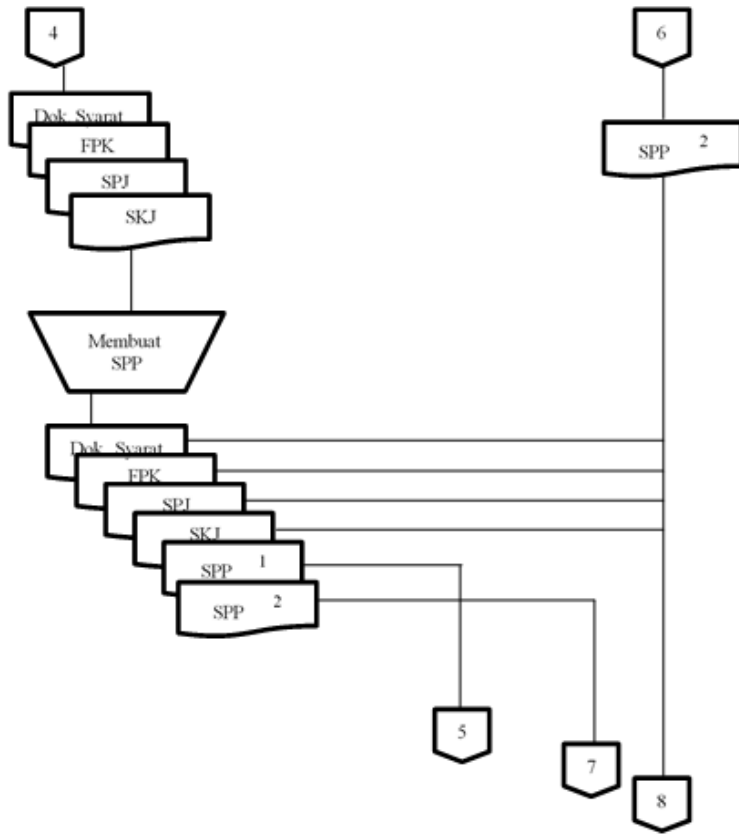 4
6
Dok Syarat
FPK
SPP 2
SPJ
SKJ
Membuat
SPP
Dok Syarat
FPK
SPJ
SKJ
SPP 1
SPP 2
5
7
8